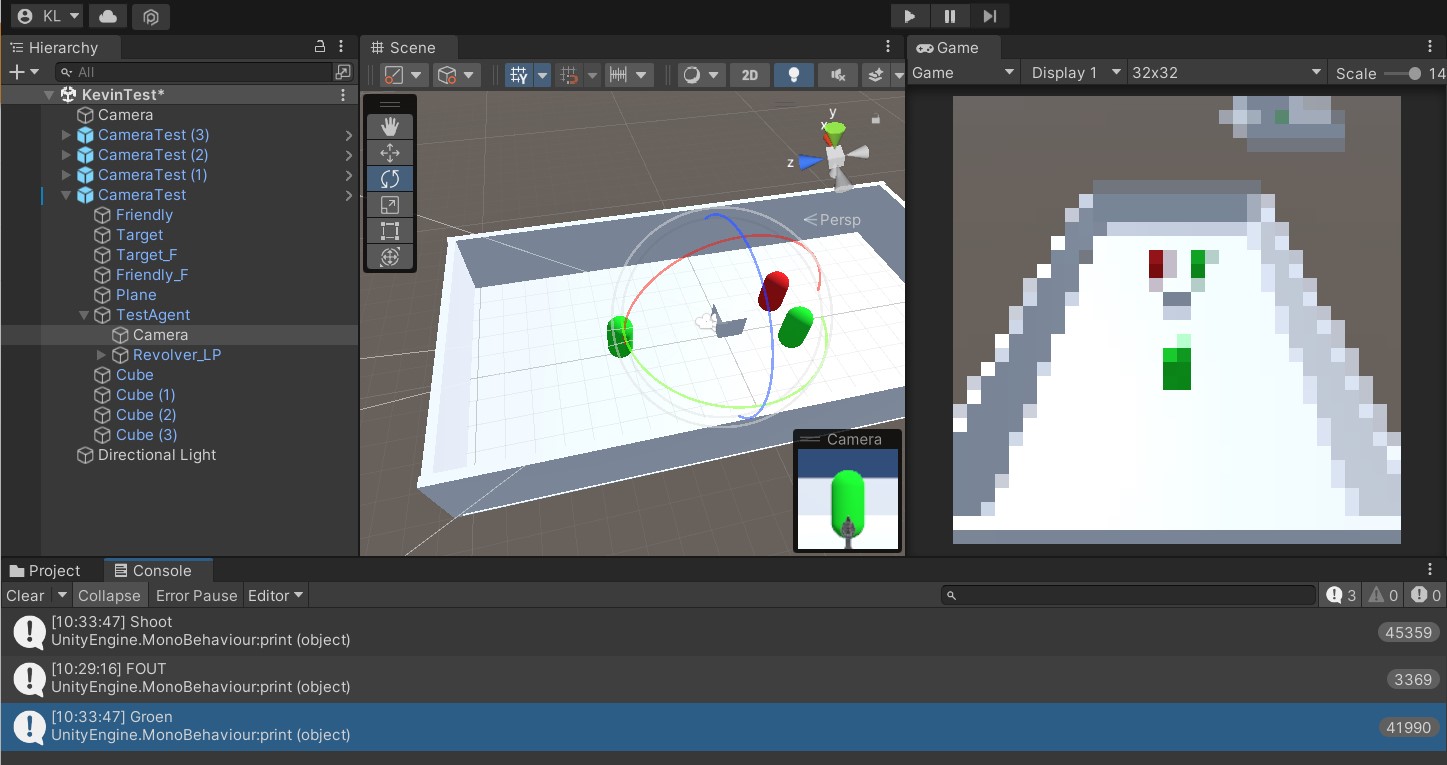 KL
Hierarchy
All
KevinTest*
Camera
CameraTest (3)
CameraTest (2)
CameraTest (1)
CameraTest
Friendly
Target
Target_F
Friendly_F
Plane
TestAgent
Camera
Revolver_LP
Cube
Cube (1)
Cube (2)
Cube (3)
Directional Light
Scene
2D
y
x
z
Persp
Camera
Game
Game
Display 1
32x32
Scale
14
Project
Console
Clear
Collapse
Error Pause
Editor
3
0
0
[10:33:47] Shoot
UnityEngine.MonoBehaviour:print (object)
45359
[10:29:16] FOUT
UnityEngine.MonoBehaviour:print (object)
3369
[10:33:47] Groen
UnityEngine.MonoBehaviour:print (object)
41990